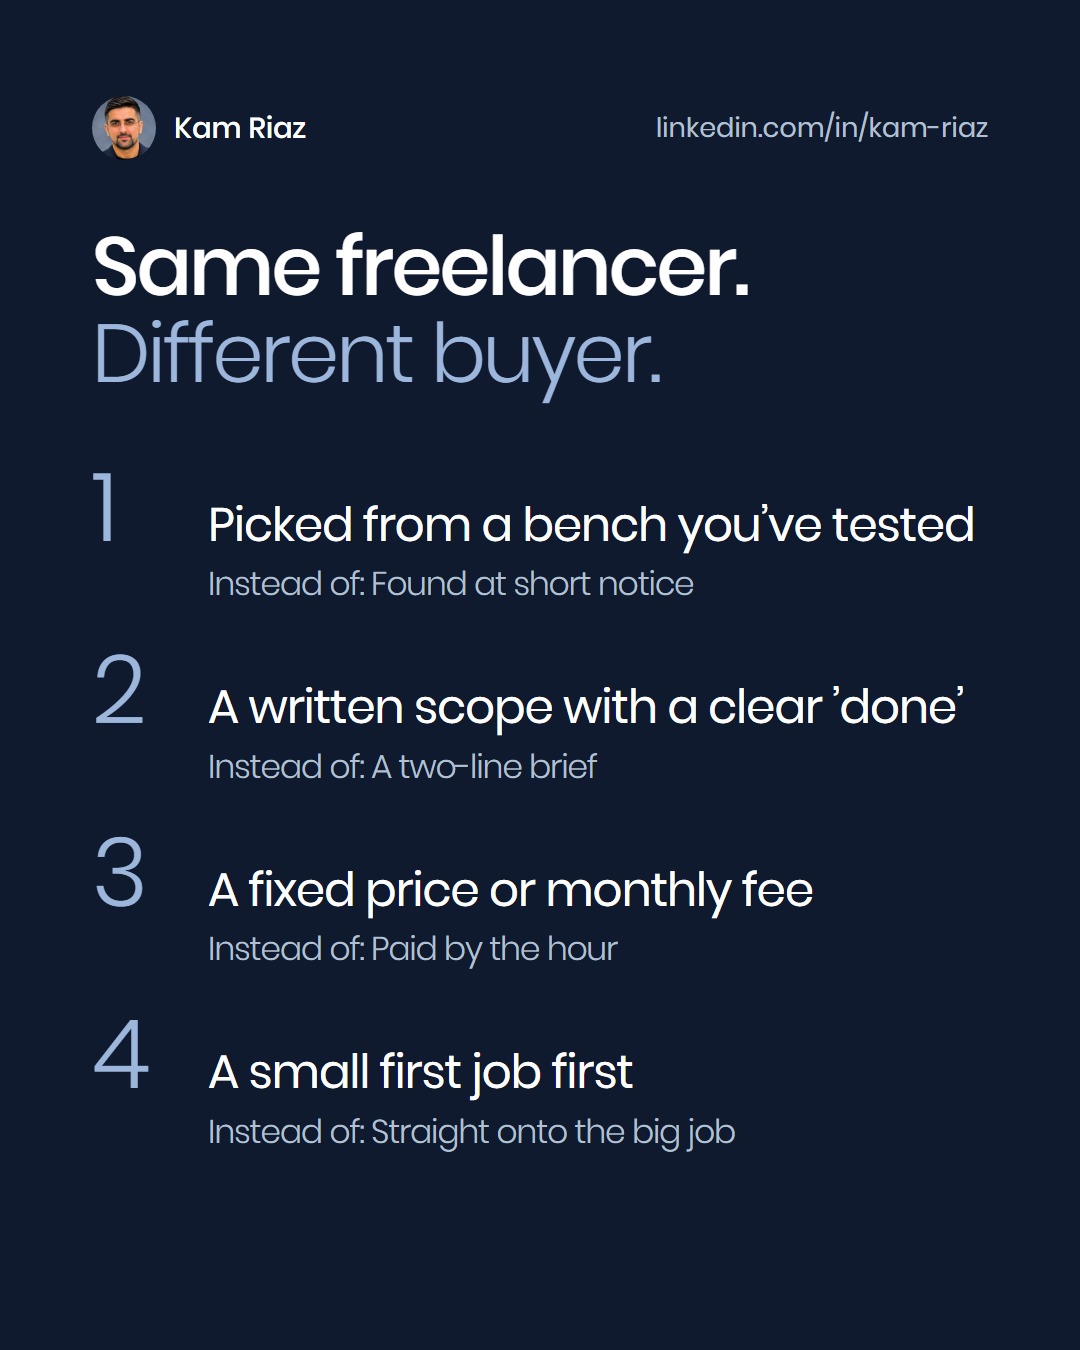 Kam Riaz
linkedin.com/in/kam-riaz
Same freelancer.
Different buyer.
1
Picked from a bench you’ve tested
Instead of: Found at short notice
2
A written scope with a clear ’done’
Instead of: A two-line brief
3
A fixed price or monthly fee
Instead of: Paid by the hour
4
A small first job first
Instead of: Straight onto the big job